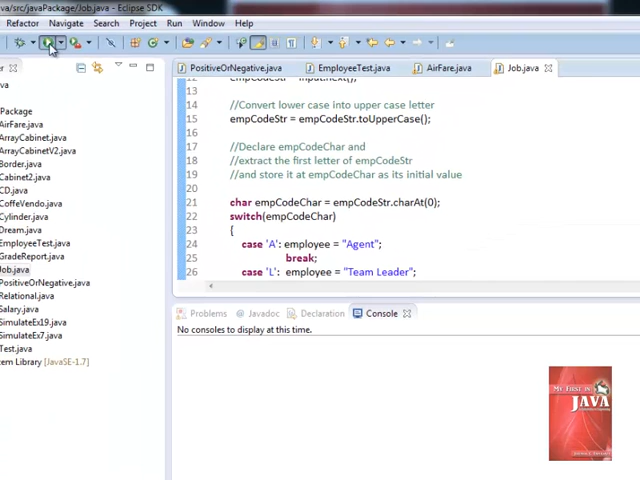 va/src/javaPackage/Job.java - Eclipse SDK
Refactor Navigate Search Project Run Window Help
PositiveOrNegative.java EmployeeTest.java AirFare.java Job.java
va
Package
AirFare.java
ArrayCabinet.java
ArrayCabinetV2.java
Border.java
Cabinet2.java
CD.java
CoffeVendo.java
Cylinder.java
Dream.java
EmployeeTest.java
GradeReport.java
Job.java
PositiveOrNegative.java
Relational.java
Salary.java
SimulateEx19.java
SimulateEx7.java
Test.java
tem Library [JavaSE-1.7]
12 empCodeStr = input.next();
13
14 //Convert lower case into upper case letter
15 empCodeStr = empCodeStr.toUpperCase();
16
17 //Declare empCodeChar and
18 //extract the first letter of empCodeStr
19 //and store it at empCodeChar as its initial value
20
21 char empCodeChar = empCodeStr.charAt(0);
22 switch(empCodeChar)
23 {
24 case 'A': employee = "Agent";
25 break;
26 case 'L': employee = "Team Leader";
Problems Javadoc Declaration Console
No consoles to display at this time.
MY FIRST IN
JAVA